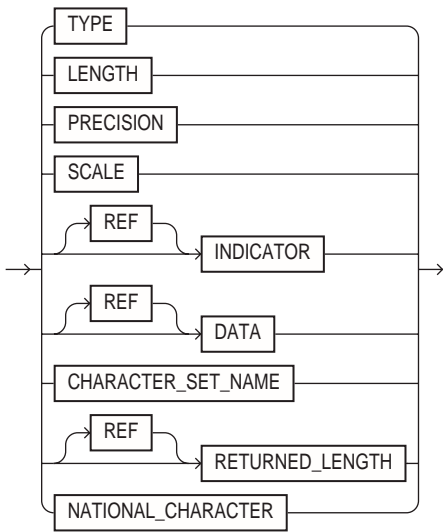 TYPE
LENGTH
PRECISION
SCALE
REF
INDICATOR
REF
DATA
CHARACTER_SET_NAME
REF
RETURNED_LENGTH
NATIONAL_CHARACTER